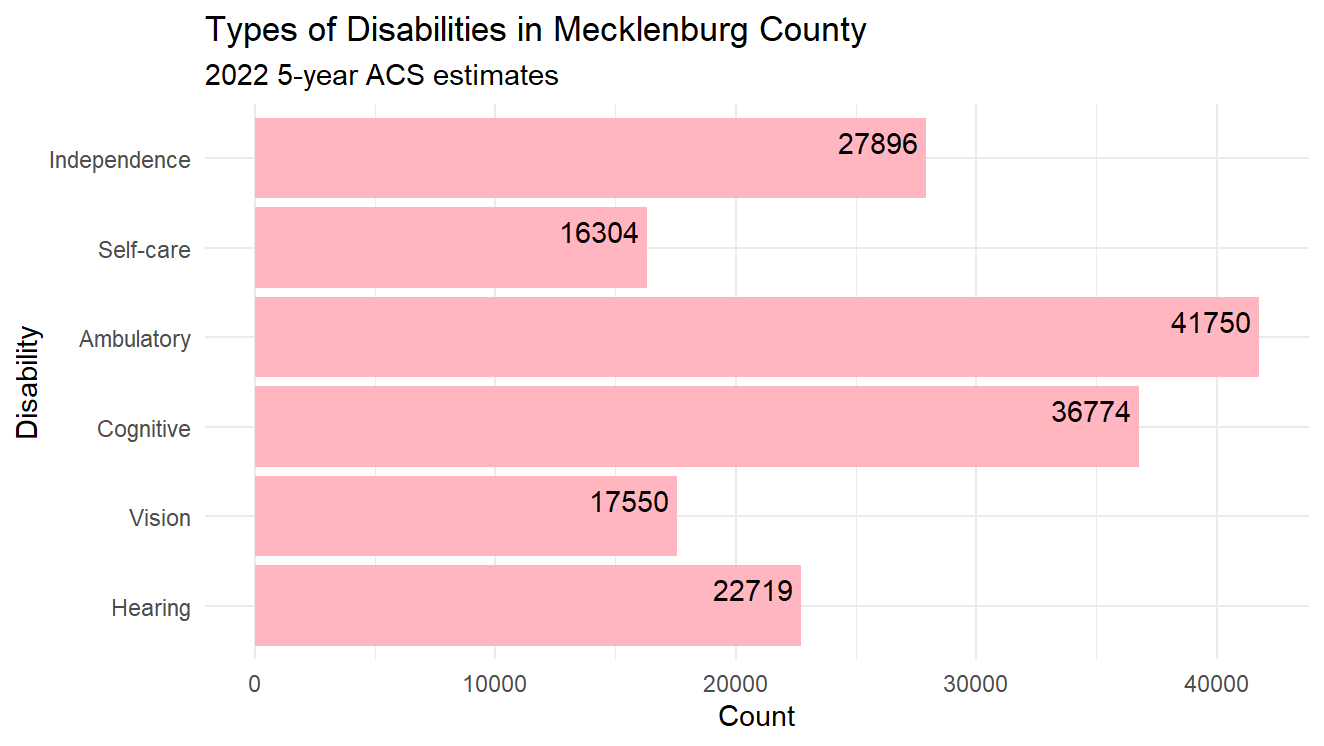 Types of Disabilities in Mecklenburg County
2022 5-year ACS estimates
Disability
Independence
27896
Self-care
16304
Ambulatory
41750
Cognitive
36774
Vision
17550
Hearing
22719
0 10000 20000 30000 40000
Count